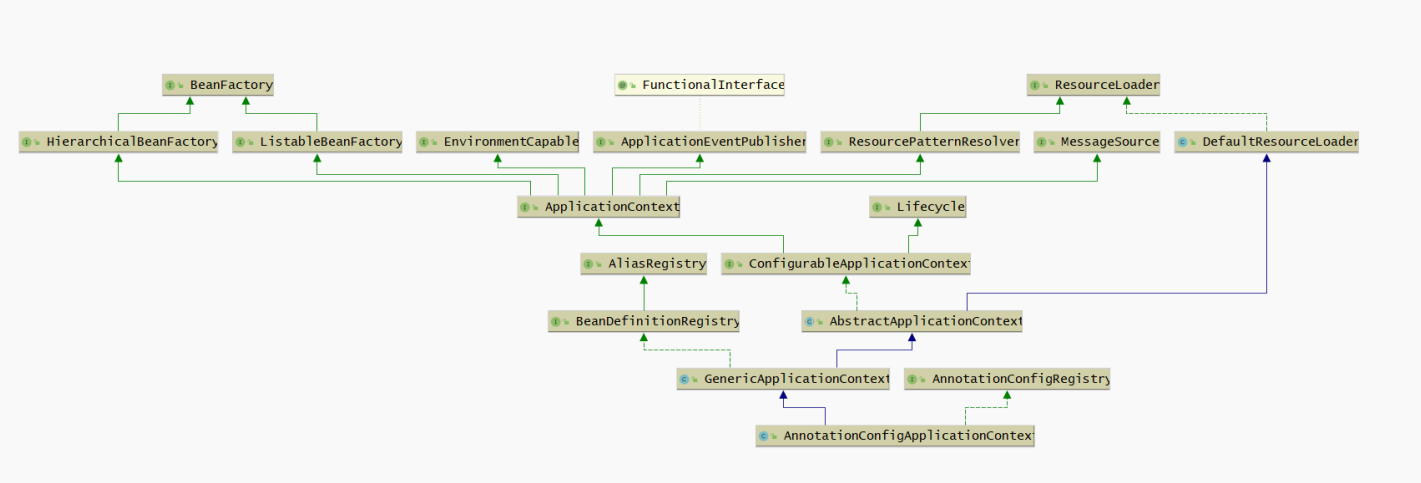 BeanFactory
FunctionalInterface
ResourceLoader
HierarchicalBeanFactory
ListableBeanFactory
EnvironmentCapable
ApplicationEventPublisher
ResourcePatternResolver
MessageSource
DefaultResourceLoader
ApplicationContext
Lifecycle
AliasRegistry
ConfigurableApplicationContext
BeanDefinitionRegistry
AbstractApplicationContext
GenericApplicationContext
AnnotationConfigRegistry
AnnotationConfigApplicationContext